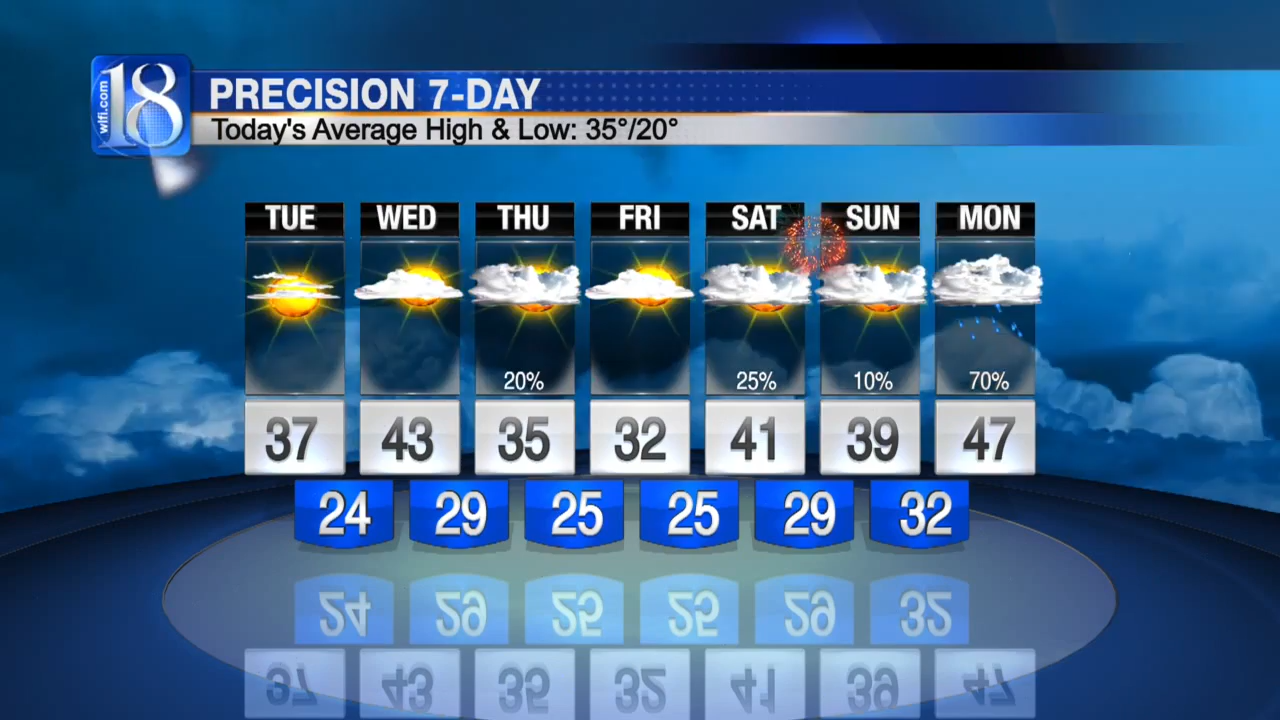 wlfi.com
18
PRECISION 7-DAY
Today's Average High & Low: 35°/20°
TUE WED THU FRI SAT SUN MON
20% 25% 10% 70%
37 43 35 32 41 39 47
24 29 25 25 29 32